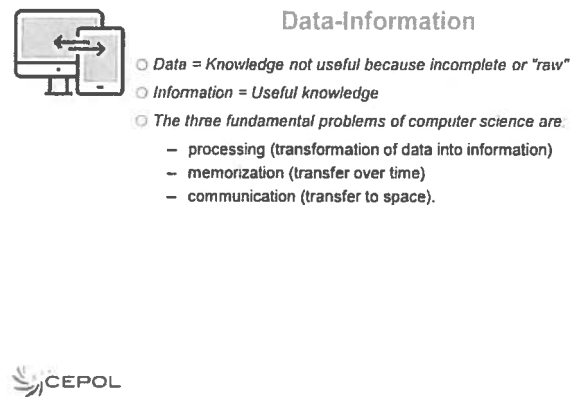 Data-Information
Data = Knowledge not useful because incomplete or "raw"
Information = Useful knowledge
The three fundamental problems of computer science are:
– processing (transformation of data into information)
– memorization (transfer over time)
– communication (transfer to space).
CEPOL